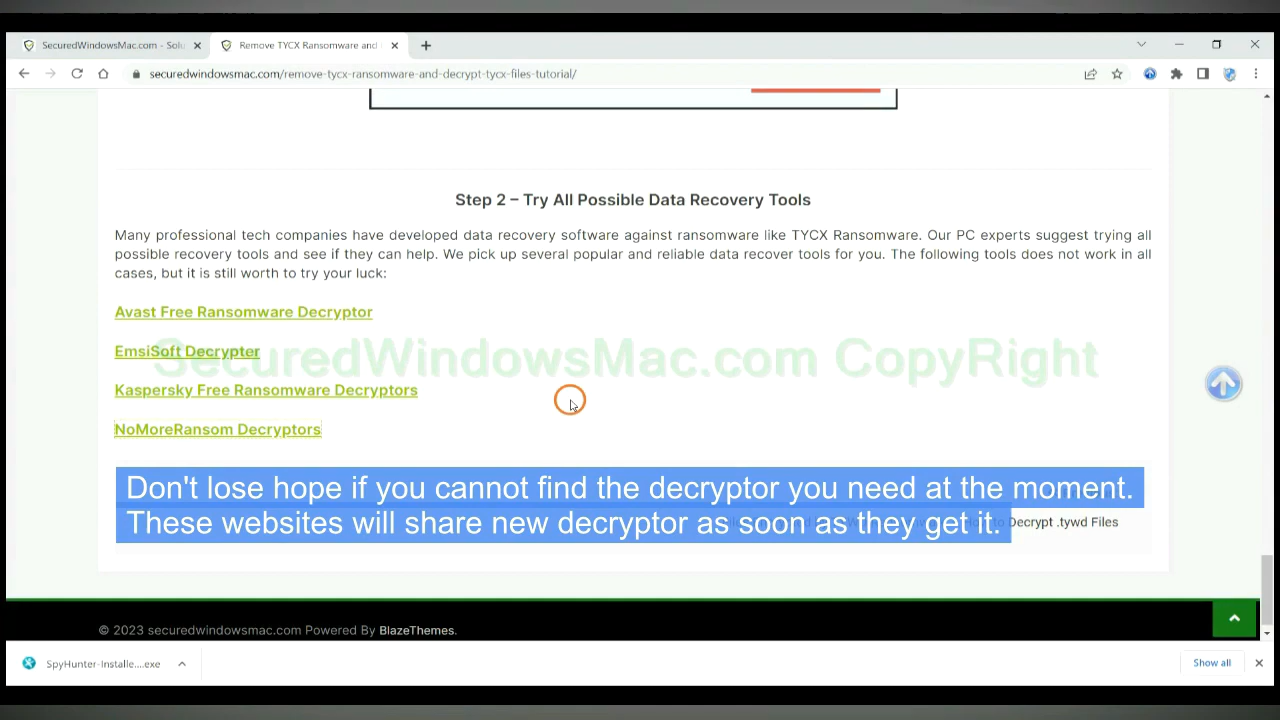 SecuredWindowsMac.com - Solu
Remove TYCX Ransomware and
securedwindowsmac.com/remove-tycx-ransomware-and-decrypt-tycx-files-tutorial/
Step 2 – Try All Possible Data Recovery Tools
Many professional tech companies have developed data recovery software against ransomware like TYCX Ransomware. Our PC experts suggest trying all
possible recovery tools and see if they can help. We pick up several popular and reliable data recover tools for you. The following tools does not work in all
cases, but it is still worth to try your luck:
Avast Free Ransomware Decryptor
EmsiSoft Decrypter
SecuredWindowsMac.com CopyRight
Kaspersky Free Ransomware Decryptors
NoMoreRansom Decryptors
Don't lose hope if you cannot find the decryptor you need at the moment.
These websites will share new decryptor as soon as they get it.
Decrypt .tywd Files
© 2023 securedwindowsmac.com Powered By BlazeThemes.
SpyHunter-Installe....exe
Show all